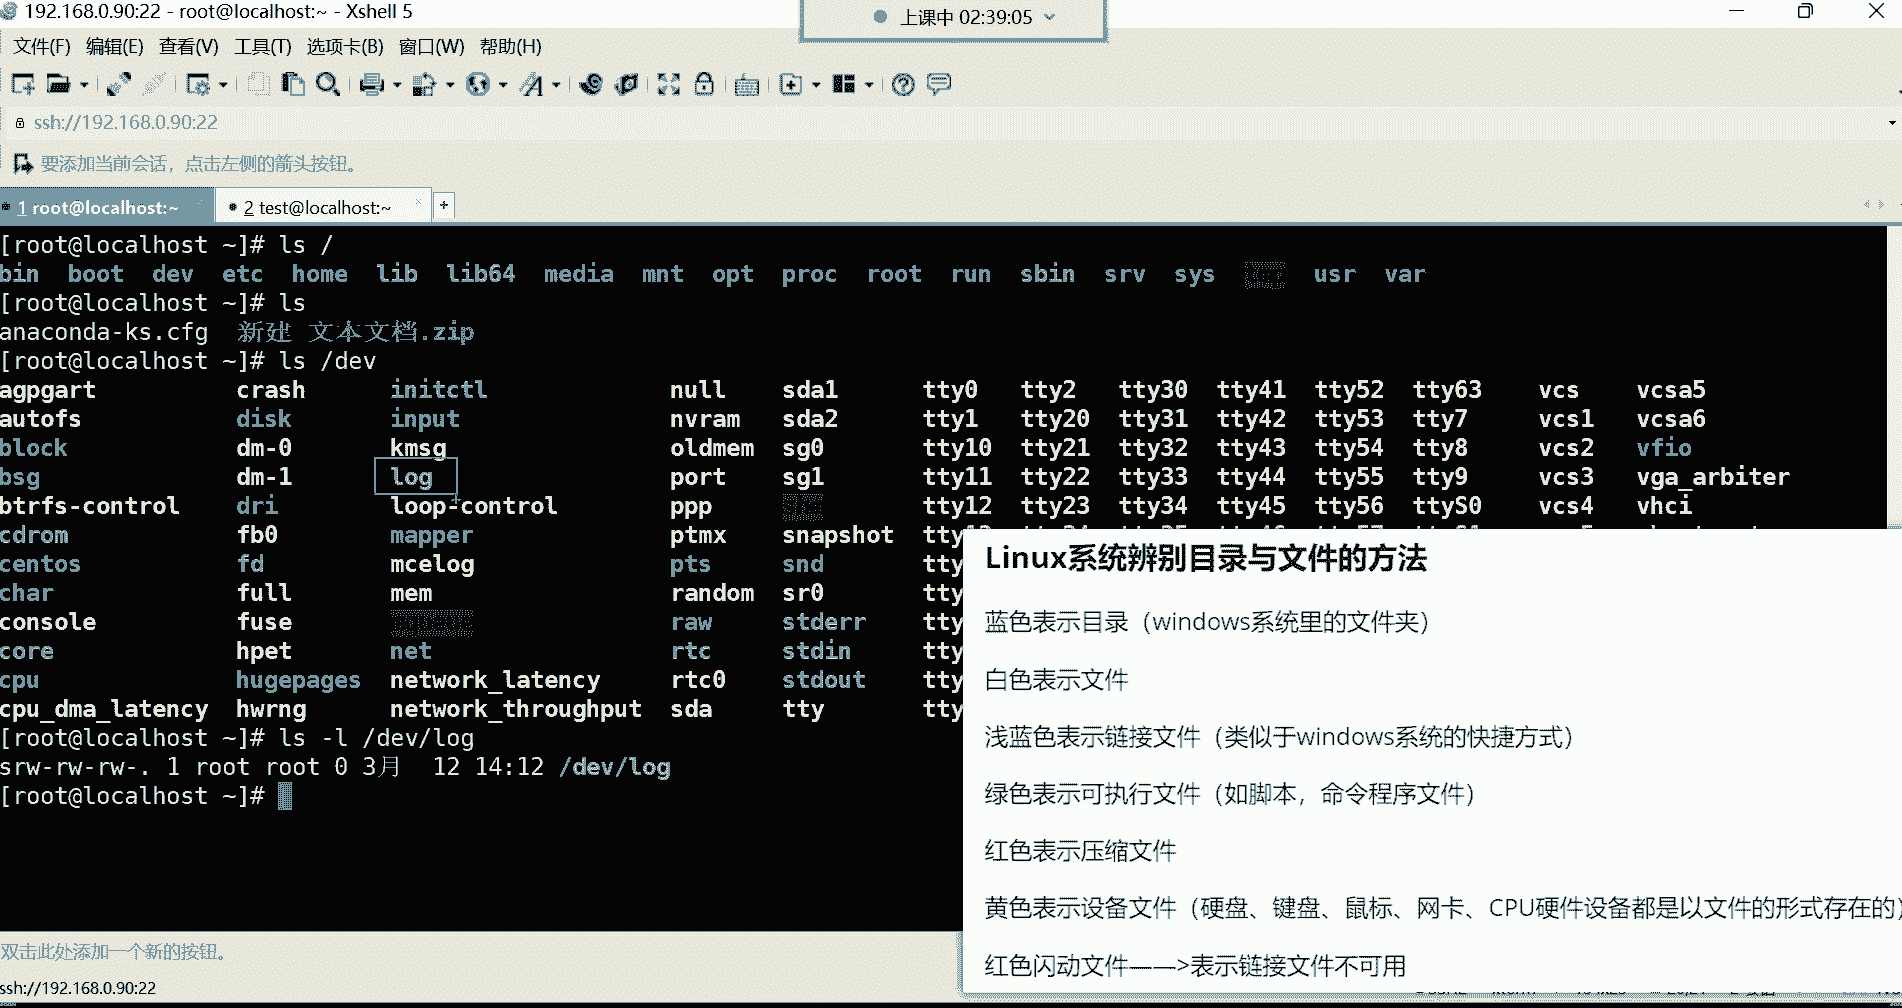 192.168.0.90:22 - root@localhost:~ - Xshell 5
上课中 02:39:05
文件(F) 编辑(E) 查看(V) 工具(T) 选项卡(B) 窗口(W) 帮助(H)
ssh://192.168.0.90:22
要添加当前会话，点击左侧的箭头按钮。
1 root@localhost:~ 2 test@localhost:~
[root@localhost ~]# ls /
bin boot dev etc home lib lib64 media mnt opt proc root run sbin srv sys usr var
[root@localhost ~]# ls
anaconda-ks.cfg 新建 文本文档.zip
[root@localhost ~]# ls /dev
agpgart crash initctl null sda1 tty0 tty2 tty30 tty41 tty52 tty63 vcs vcsa5
autofs disk input nvram sda2 tty1 tty20 tty31 tty42 tty53 tty7 vcs1 vcsa6
block dm-0 kmsg oldmem sg0 tty10 tty21 tty32 tty43 tty54 tty8 vcs2 vfio
bsg dm-1 log port sg1 tty11 tty22 tty33 tty44 tty55 tty9 vcs3 vga_arbiter
btrfs-control dri loop-control ppp tty12 tty23 tty34 tty45 tty56 ttyS0 vcs4 vhci
cdrom fb0 mapper ptmx snapshot tty
centos fd mcelog pts snd tty
char full mem random sr0 tty
console fuse raw stderr tty
core hpet net rtc stdin tty
cpu hugepages network_latency rtc0 stdout tty
cpu_dma_latency hwrng network_throughput sda tty tty
[root@localhost ~]# ls -l /dev/log
srw-rw-rw-. 1 root root 0 3月 12 14:12 /dev/log
[root@localhost ~]#
Linux系统辨别目录与文件的方法
蓝色表示目录（windows系统里的文件夹）
白色表示文件
浅蓝色表示链接文件（类似于windows系统的快捷方式）
绿色表示可执行文件（如脚本，命令程序文件）
红色表示压缩文件
黄色表示设备文件（硬盘、键盘、鼠标、网卡、CPU硬件设备都是以文件的形式存在的）
红色闪动文件——>表示链接文件不可用
双击此处添加一个新的按钮。
ssh://192.168.0.90:22